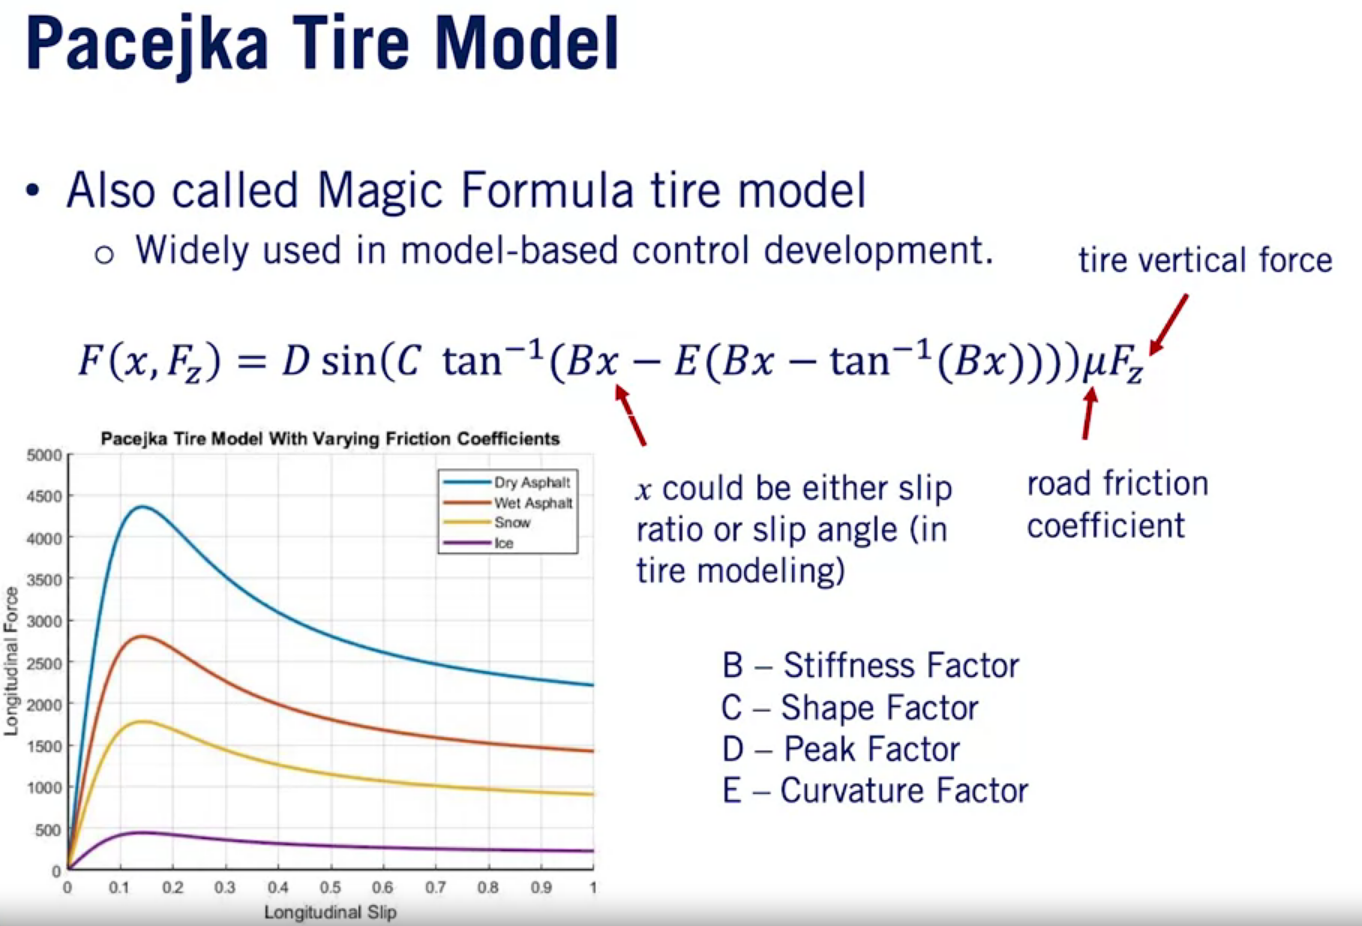 Pacejka Tire Model
• Also called Magic Formula tire model
o Widely used in model-based control development.
tire vertical force
F(x, F_z) = D sin(C tan⁻¹(Bx − E(Bx − tan⁻¹(Bx))))μF_z
Pacejka Tire Model With Varying Friction Coefficients
5000
4500
4000
3500
3000
2500
2000
1500
1000
500
0
Longitudinal Force
Dry Asphalt
Wet Asphalt
Snow
Ice
0 0.1 0.2 0.3 0.4 0.5 0.6 0.7 0.8 0.9 1
Longitudinal Slip
x could be either slip
ratio or slip angle (in
tire modeling)
road friction
coefficient
B – Stiffness Factor
C – Shape Factor
D – Peak Factor
E – Curvature Factor